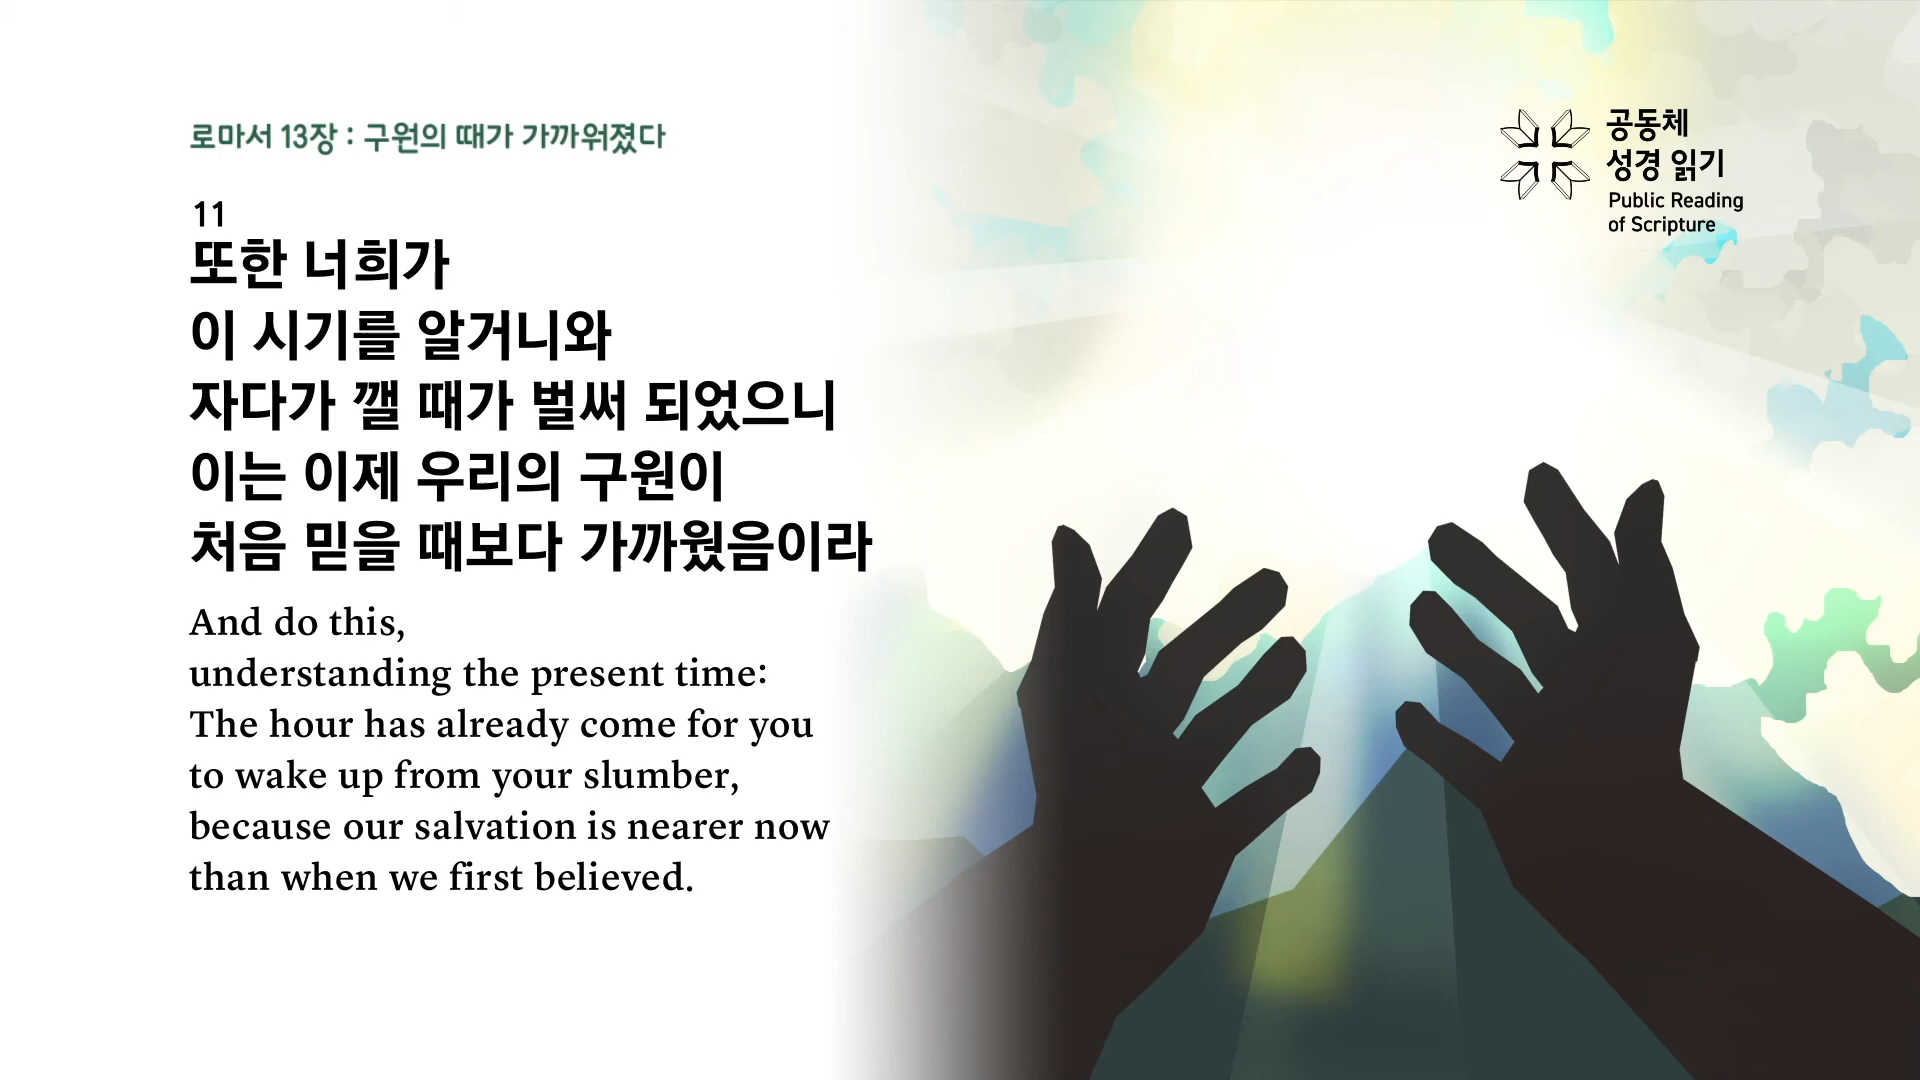 로마서 13장 : 구원의 때가 가까워졌다
11
또한 너희가
이 시기를 알거니와
자다가 깰 때가 벌써 되었으니
이는 이제 우리의 구원이
처음 믿을 때보다 가까웠음이라
And do this,
understanding the present time:
The hour has already come for you
to wake up from your slumber,
because our salvation is nearer now
than when we first believed.
공동체
성경 읽기
Public Reading
of Scripture